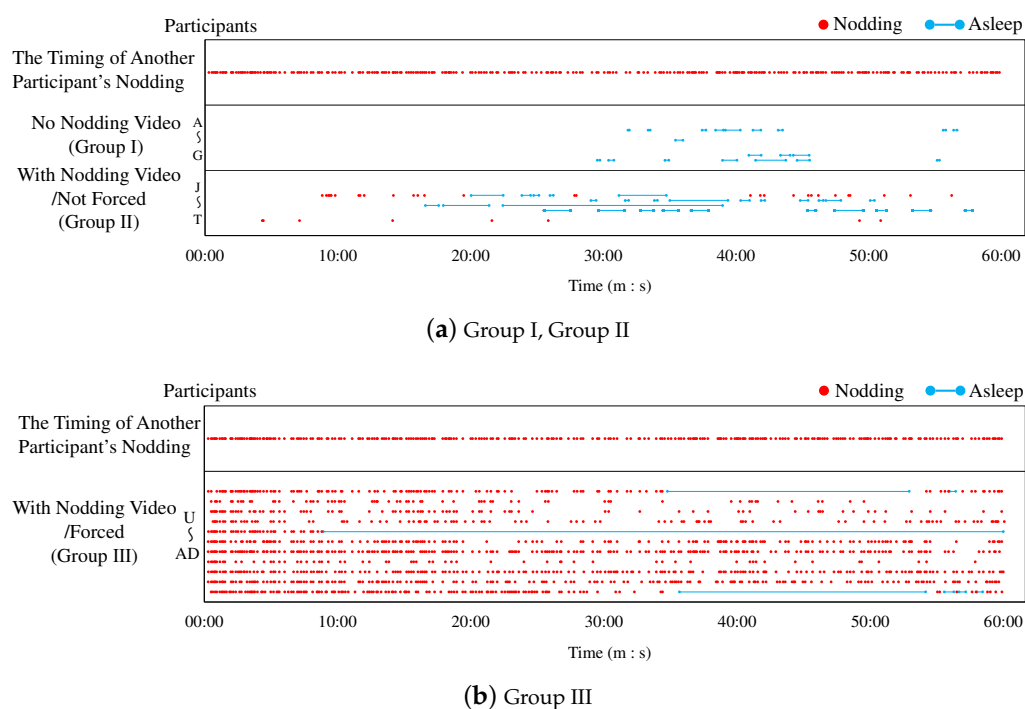 Participants
Nodding Asleep
The Timing of Another
Participant's Nodding
No Nodding Video
(Group I)
A
~
G
With Nodding Video
/Not Forced
(Group II)
J
~
T
00:00 10:00 20:00 30:00 40:00 50:00 60:00
Time (m : s)
(a) Group I, Group II
Participants
Nodding Asleep
The Timing of Another
Participant's Nodding
With Nodding Video
/Forced
(Group III)
U
~
AD
00:00 10:00 20:00 30:00 40:00 50:00 60:00
Time (m : s)
(b) Group III